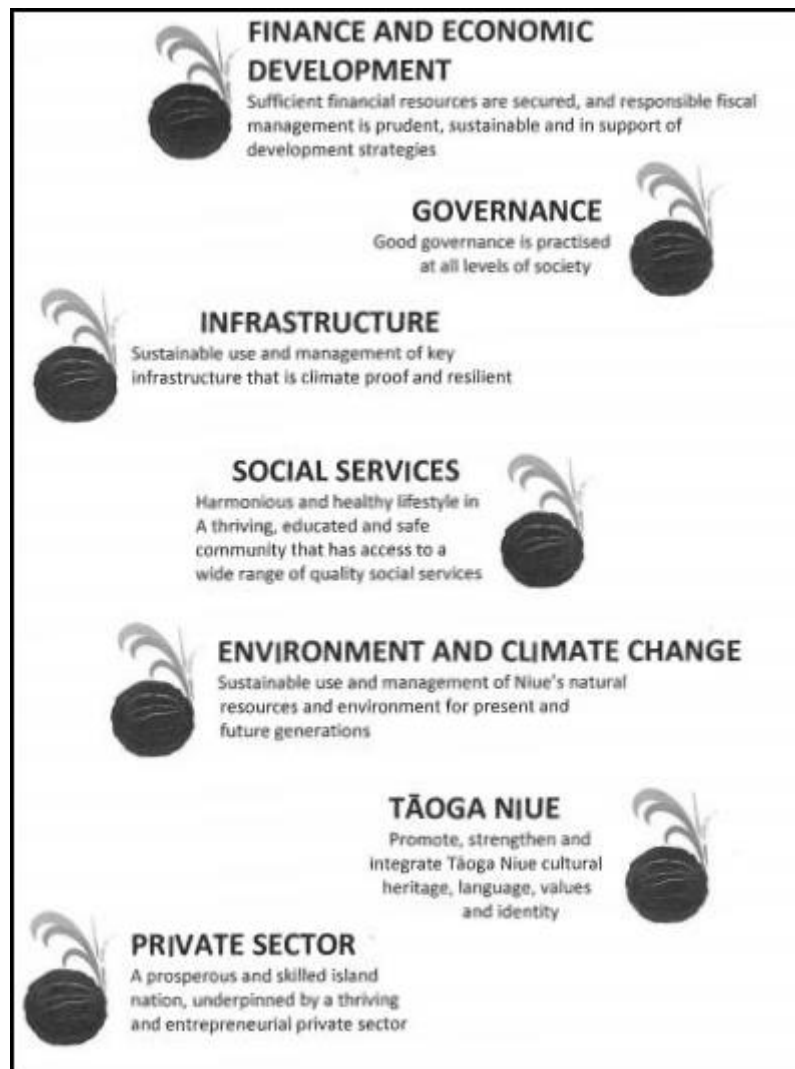 FINANCE AND ECONOMIC
DEVELOPMENT
Sufficient financial resources are secured, and responsible fiscal
management is prudent, sustainable and in support of
development strategies
GOVERNANCE
Good governance is practised
at all levels of society
INFRASTRUCTURE
Sustainable use and management of key
infrastructure that is climate proof and resilient
SOCIAL SERVICES
Harmonious and healthy lifestyle in
A thriving, educated and safe
community that has access to a
wide range of quality social services
ENVIRONMENT AND CLIMATE CHANGE
Sustainable use and management of Niue's natural
resources and environment for present and
future generations
TĀOGA NIUE
Promote, strengthen and
integrate Tāoga Niue cultural
heritage, language, values
and identity
PRIVATE SECTOR
A prosperous and skilled island
nation, underpinned by a thriving
and entrepreneurial private sector